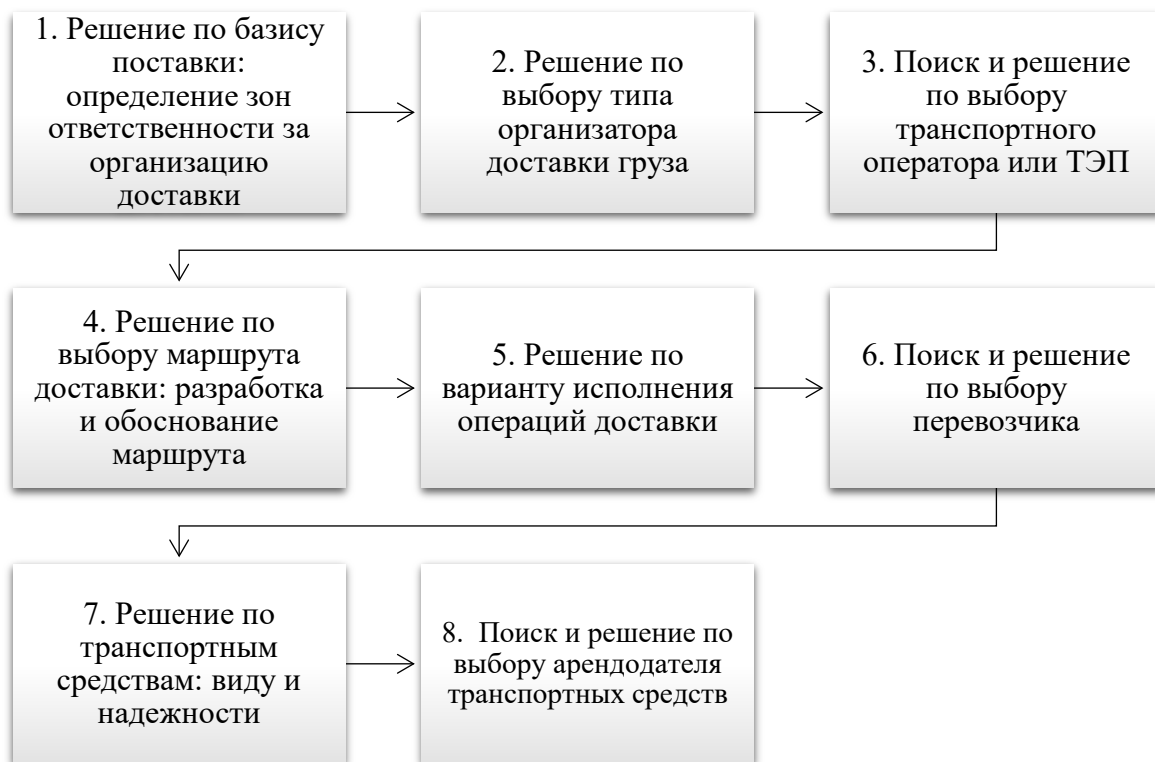 1. Решение по базису
поставки:
определение зон
ответственности за
организацию
доставки
2. Решение по
выбору типа
организатора
доставки груза
3. Поиск и решение
по выбору
транспортного
оператора или ТЭП
4. Решение по
выбору маршрута
доставки: разработка
и обоснование
маршрута
5. Решение по
варианту исполнения
операций доставки
6. Поиск и решение
по выбору
перевозчика
7. Решение по
транспортным
средствам: виду и
надежности
8. Поиск и решение по
выбору арендодателя
транспортных средств